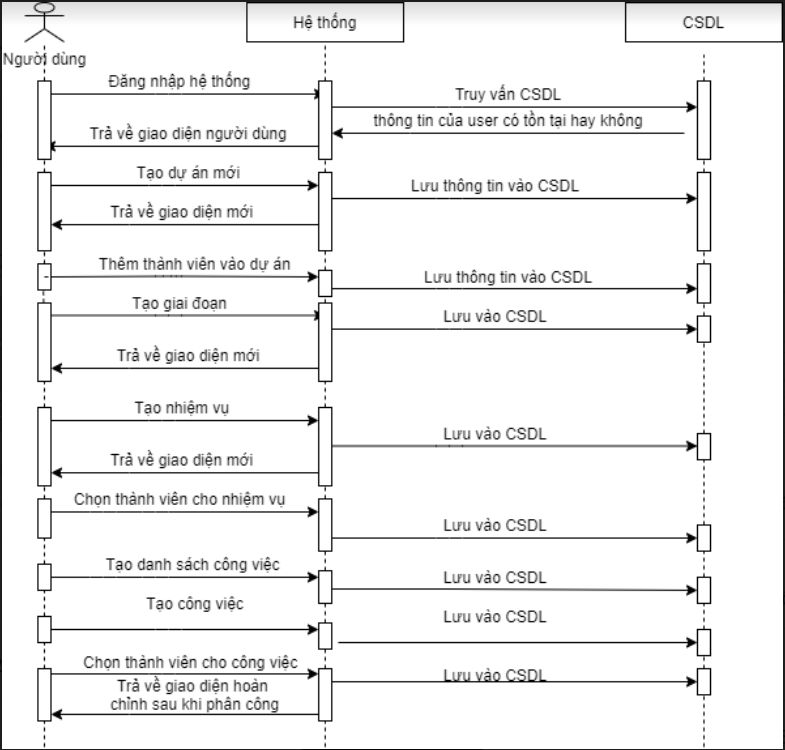 Hệ thống
CSDL
Người dùng
Đăng nhập hệ thống
Truy vấn CSDL
thông tin của user có tồn tại hay không
Trả về giao diện người dùng
Tạo dự án mới
Lưu thông tin vào CSDL
Trả về giao diện mới
Thêm thành viên vào dự án
Lưu thông tin vào CSDL
Tạo giai đoạn
Lưu vào CSDL
Trả về giao diện mới
Tạo nhiệm vụ
Lưu vào CSDL
Trả về giao diện mới
Chọn thành viên cho nhiệm vụ
Lưu vào CSDL
Tạo danh sách công việc
Lưu vào CSDL
Tạo công việc
Lưu vào CSDL
Chọn thành viên cho công việc
Lưu vào CSDL
Trả về giao diện hoàn
chỉnh sau khi phân công